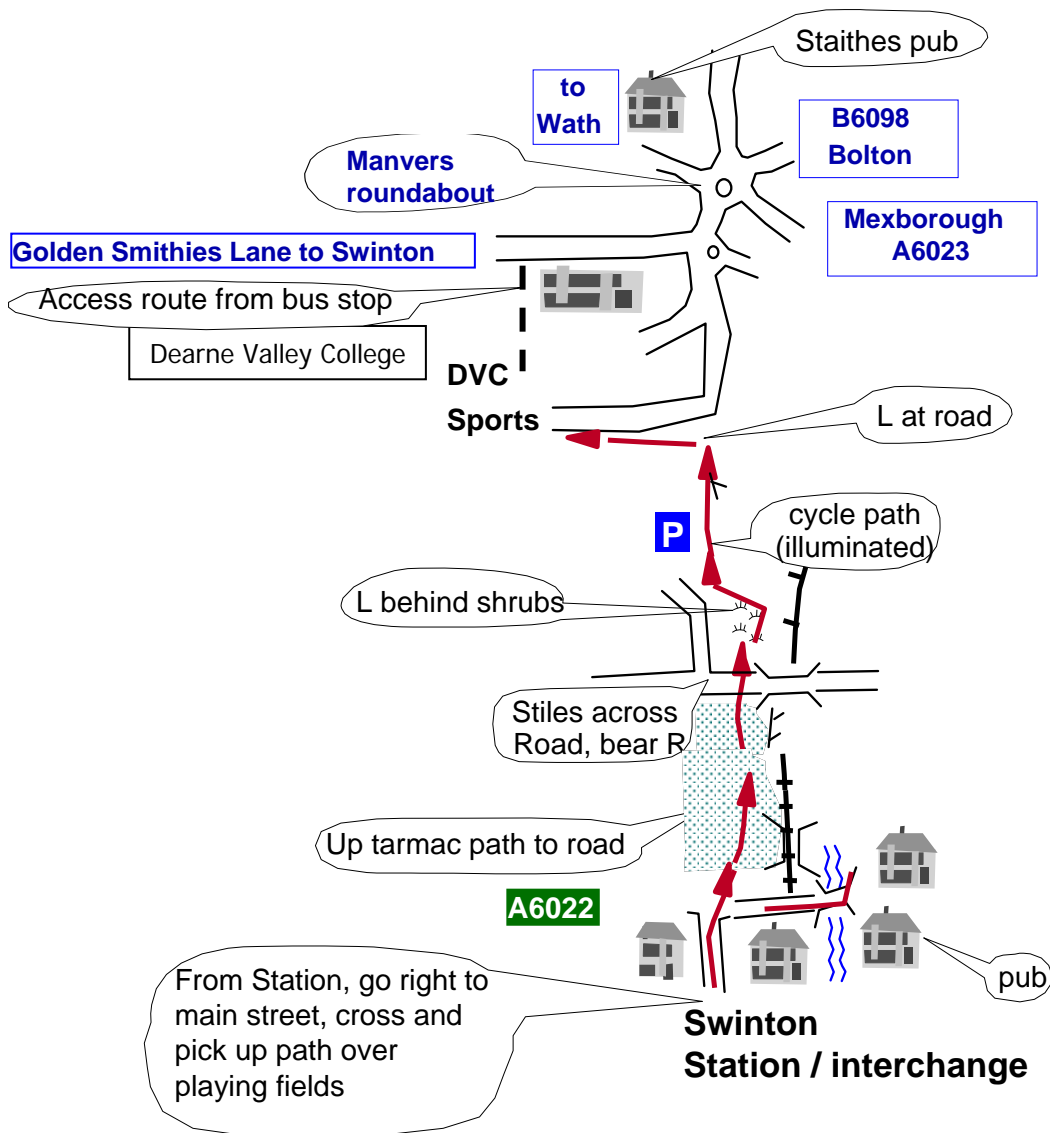 Staithes pub
to
Wath
B6098
Bolton
Manvers
roundabout
Mexborough
A6023
Golden Smithies Lane to Swinton
Access route from bus stop
Dearne Valley College
DVC
Sports
L at road
P
cycle path
(illuminated)
L behind shrubs
Stiles across
Road, bear R
Up tarmac path to road
A6022
From Station, go right to
main street, cross and
pick up path over
playing fields
pub
Swinton
Station / interchange